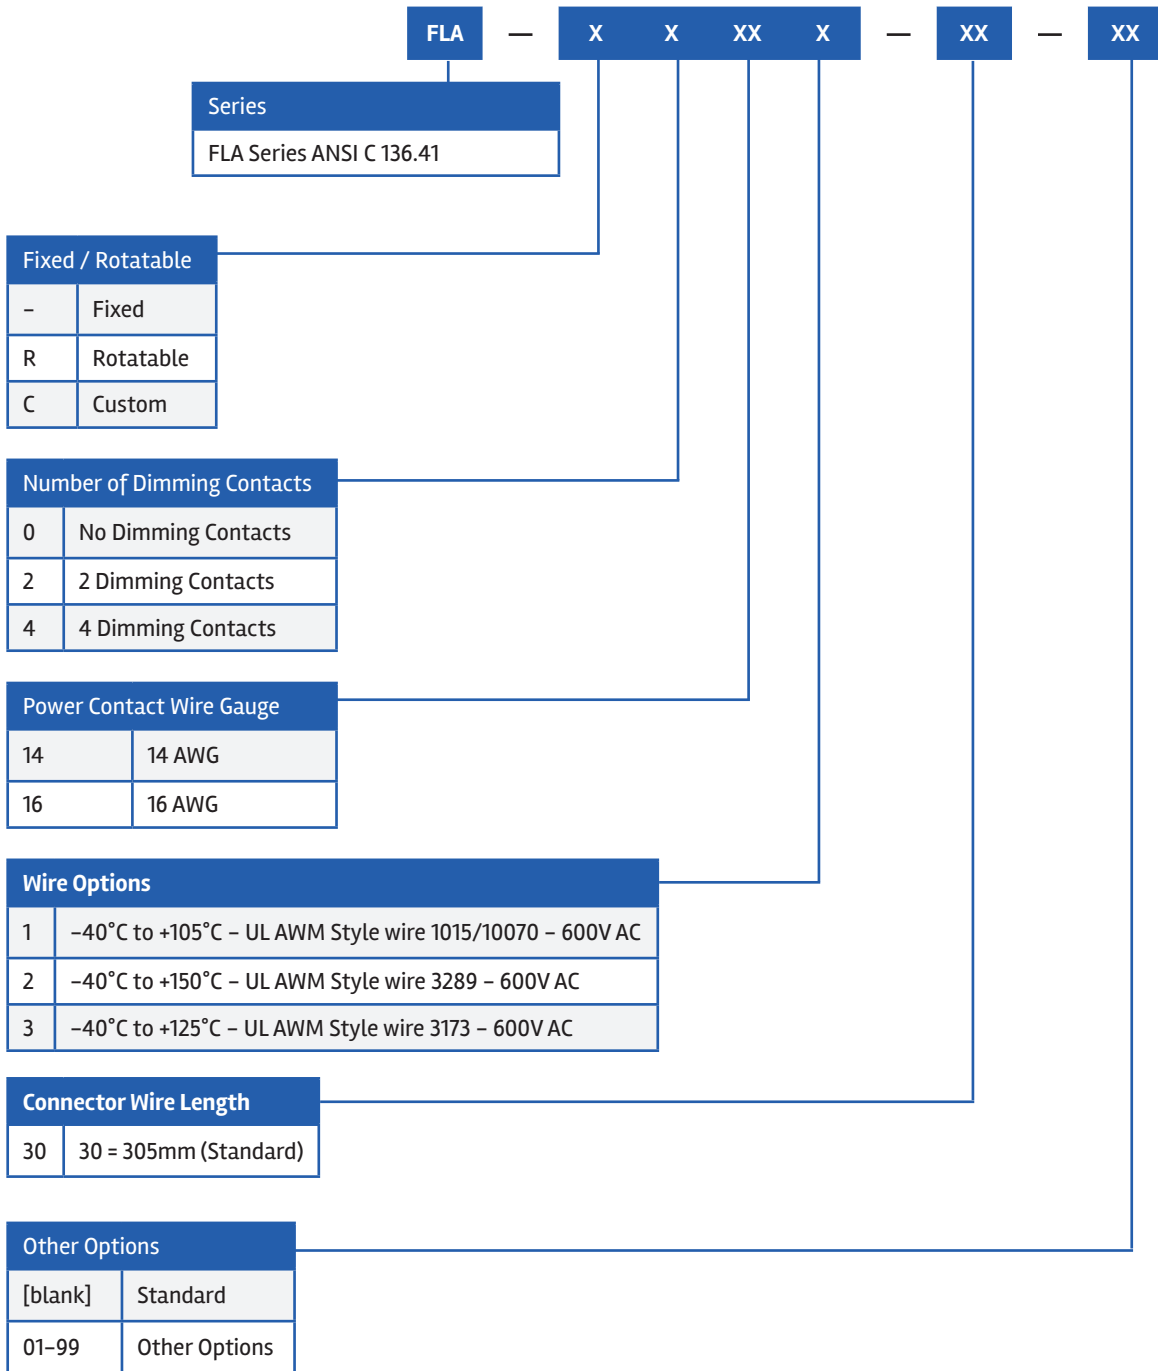 FLA — X X XX X — XX — XX
Series
FLA Series ANSI C 136.41
Fixed / Rotatable
– Fixed
R Rotatable
C Custom
Number of Dimming Contacts
0 No Dimming Contacts
2 2 Dimming Contacts
4 4 Dimming Contacts
Power Contact Wire Gauge
14 14 AWG
16 16 AWG
Wire Options
1 –40°C to +105°C – UL AWM Style wire 1015/10070 – 600V AC
2 –40°C to +150°C – UL AWM Style wire 3289 – 600V AC
3 –40°C to +125°C – UL AWM Style wire 3173 – 600V AC
Connector Wire Length
30 30 = 305mm (Standard)
Other Options
[blank] Standard
01–99 Other Options